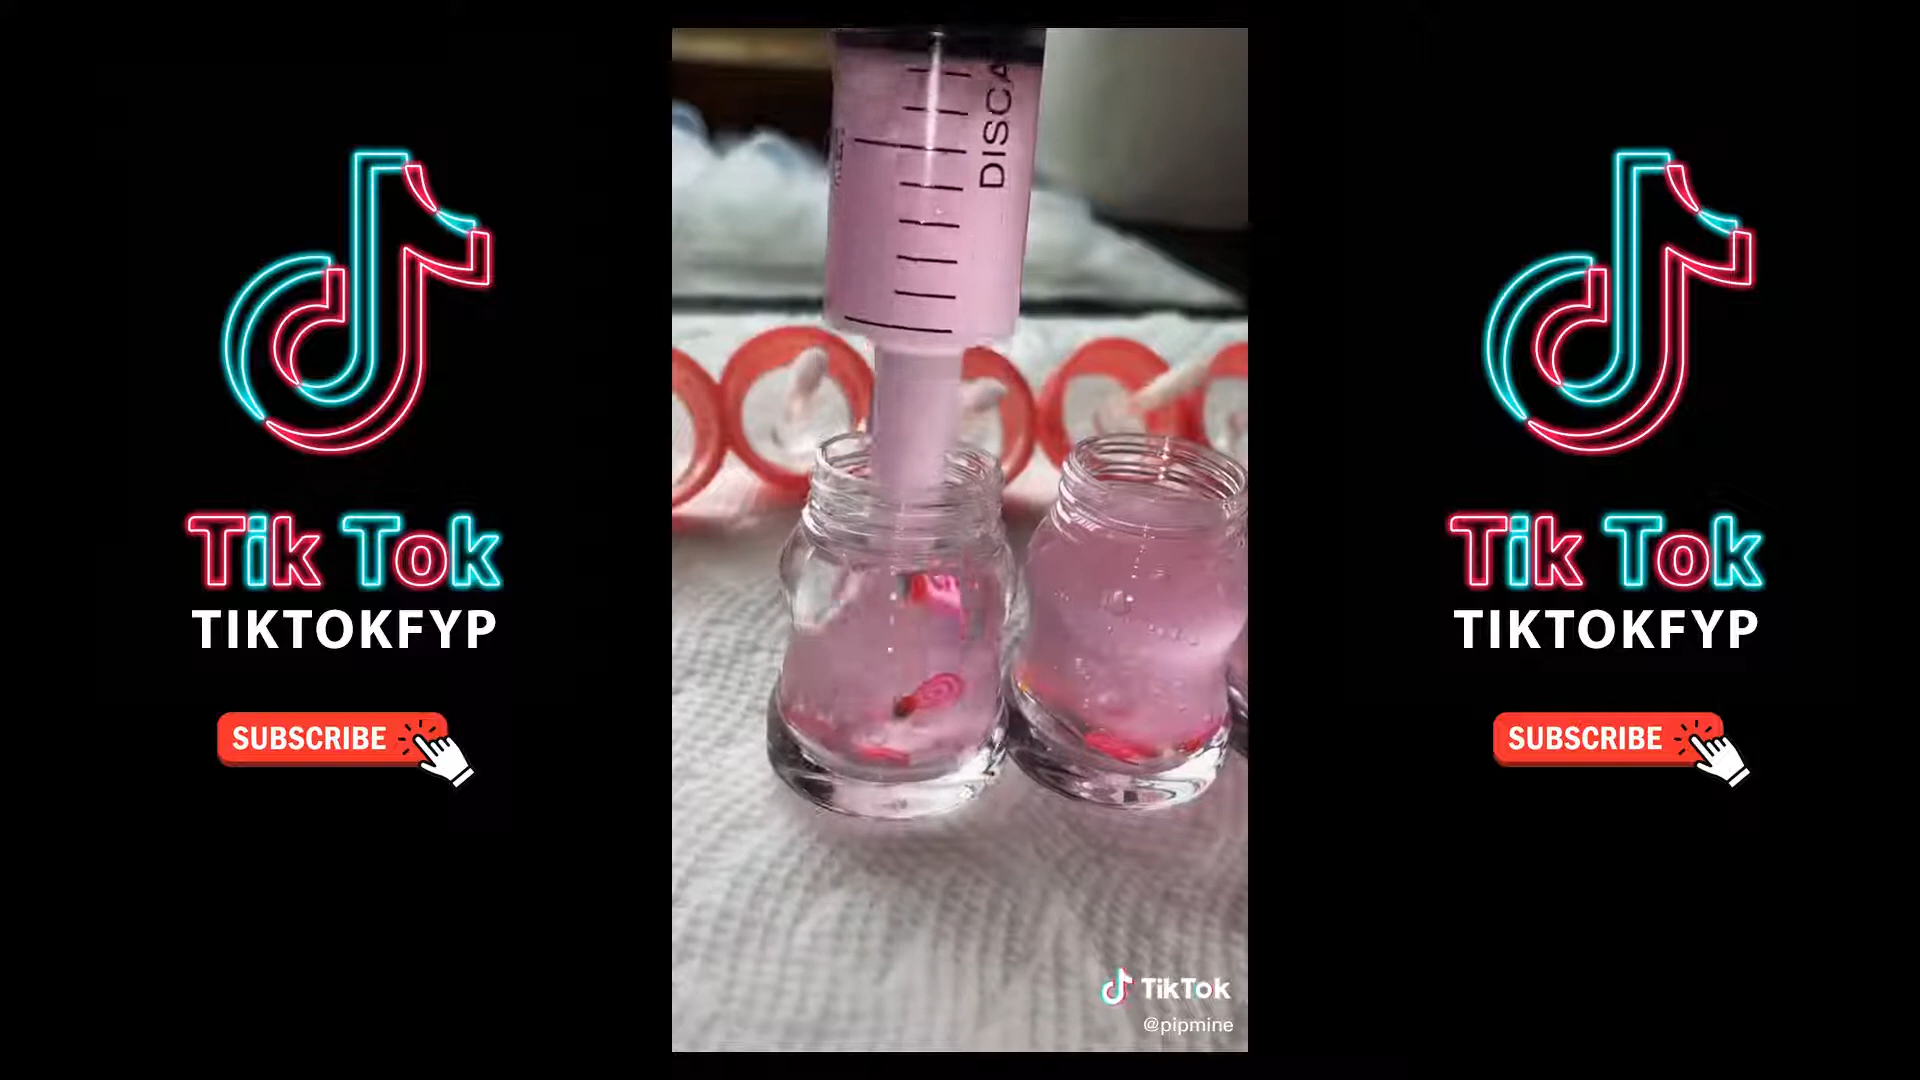 Tik Tok
TIKTOKFYP
SUBSCRIBE
DISCA
TikTok
@pipmine
Tik Tok
TIKTOKFYP
SUBSCRIBE